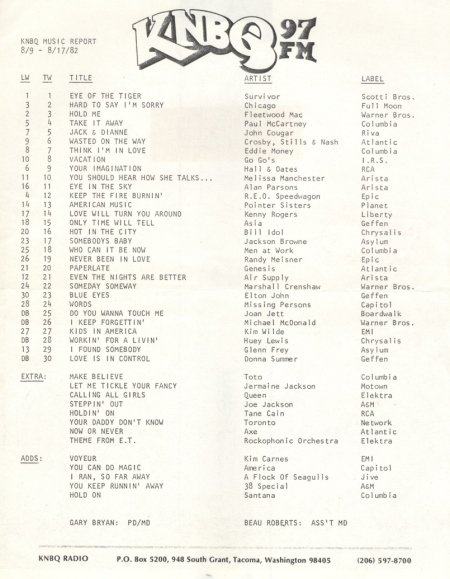 KNBQ 97 FM
KNBQ MUSIC REPORT
8/9 - 8/17/82
LW TW TITLE ARTIST LABEL
1 1 EYE OF THE TIGER Survivor Scotti Bros.
3 2 HARD TO SAY I'M SORRY Chicago Full Moon
2 3 HOLD ME Fleetwood Mac Warner Bros.
5 4 TAKE IT AWAY Paul McCartney Columbia
7 5 JACK & DIANNE John Cougar Riva
9 6 WASTED ON THE WAY Crosby, Stills & Nash Atlantic
8 7 THINK I'M IN LOVE Eddie Money Columbia
10 8 VACATION Go Go's I.R.S.
6 9 YOUR IMAGINATION Hall & Oates RCA
11 10 YOU SHOULD HEAR HOW SHE TALKS... Melissa Manchester Arista
16 11 EYE IN THE SKY Alan Parsons Arista
4 12 KEEP THE FIRE BURNIN' R.E.O. Speedwagon Epic
14 13 AMERICAN MUSIC Pointer Sisters Planet
17 14 LOVE WILL TURN YOU AROUND Kenny Rogers Liberty
18 15 ONLY TIME WILL TELL Asia Geffen
20 16 HOT IN THE CITY Bill Idol Chrysalis
23 17 SOMEBODYS BABY Jackson Browne Asylum
25 18 WHO CAN IT BE NOW Men at Work Columbia
26 19 NEVER BEEN IN LOVE Randy Meisner Epic
21 20 PAPERLATE Genesis Atlantic
12 21 EVEN THE NIGHTS ARE BETTER Air Supply Arista
24 22 SOMEDAY SOMEWAY Marshall Crenshaw Warner Bros.
30 23 BLUE EYES Elton John Geffen
28 24 WORDS Missing Persons Capitol
DB 25 DO YOU WANNA TOUCH ME Joan Jett Boardwalk
DB 26 I KEEP FORGETTIN' Michael McDonald Warner Bros.
27 27 KIDS IN AMERICA Kim Wilde EMI
DB 28 WORKIN' FOR A LIVIN' Huey Lewis Chrysalis
13 29 I FOUND SOMEBODY Glenn Frey Asylum
DB 30 LOVE IS IN CONTROL Donna Summer Geffen
EXTRA: MAKE BELIEVE Toto Columbia
LET ME TICKLE YOUR FANCY Jermaine Jackson Motown
CALLING ALL GIRLS Queen Elektra
STEPPIN' OUT Joe Jackson A&M
HOLDIN' ON Tane Cain RCA
YOUR DADDY DON'T KNOW Toronto Network
NOW OR NEVER Axe Atlantic
THEME FROM E.T. Rockophonic Orchestra Elektra
ADDS: VOYEUR Kim Carnes EMI
YOU CAN DO MAGIC America Capitol
I RAN, SO FAR AWAY A Flock Of Seagulls Jive
YOU KEEP RUNNIN' AWAY 38 Special A&M
HOLD ON Santana Columbia
GARY BRYAN: PD/MD BEAU ROBERTS: ASS'T MD
KNBQ RADIO P.O. Box 5200, 948 South Grant, Tacoma, Washington 98405 (206) 597-8700